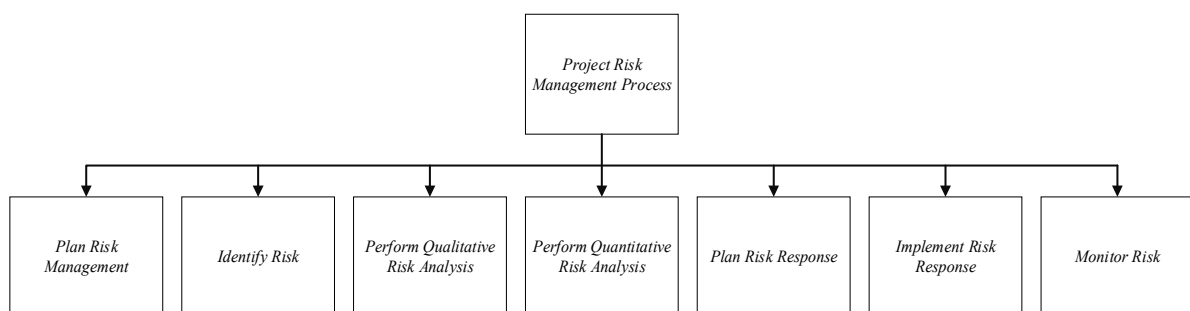 Project Risk
Management Process
Plan Risk
Management
Identify Risk
Perform Qualitative
Risk Analysis
Perform Quantitative
Risk Analysis
Plan Risk Response
Implement Risk
Response
Monitor Risk